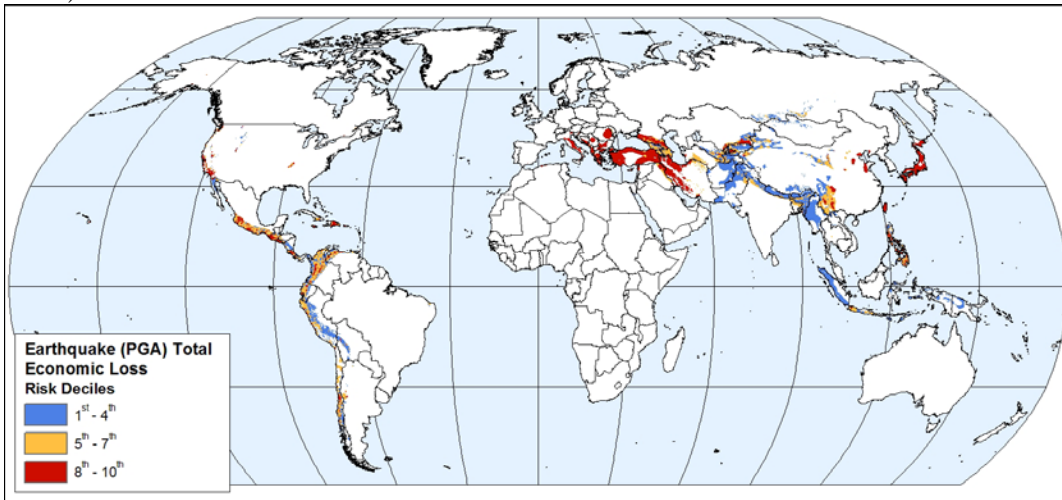 Earthquake (PGA) Total
Economic Loss
Risk Deciles
1st - 4th
5th - 7th
8th - 10th